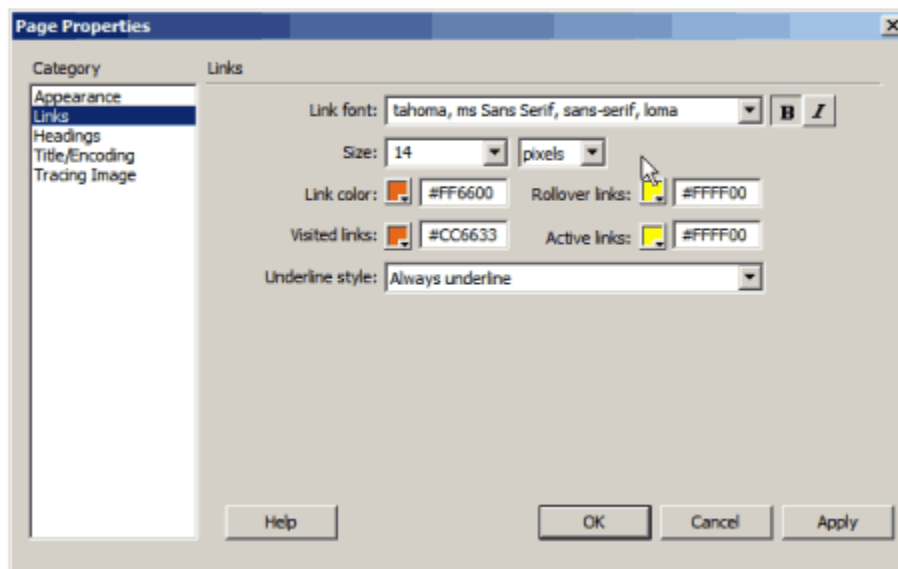 Page Properties
Category
Links
Appearance
Links
Headings
Title/Encoding
Tracing Image
Link font: tahoma, ms Sans Serif, sans-serif, loma B I
Size: 14 pixels
Link color: #FF6600 Rollover links: #FFFF00
Visited links: #CC6633 Active links: #FFFF00
Underline style: Always underline
Help OK Cancel Apply